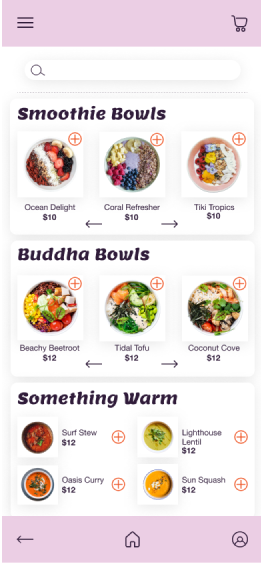 Smoothie Bowls
Ocean Delight
$10
Coral Refresher
$10
Tiki Tropics
$10
Buddha Bowls
Beachy Beetroot
$12
Tidal Tofu
$12
Coconut Cove
$12
Something Warm
Surf Stew
$12
Lighthouse
Lentil
$12
Oasis Curry
$12
Sun Squash
$12